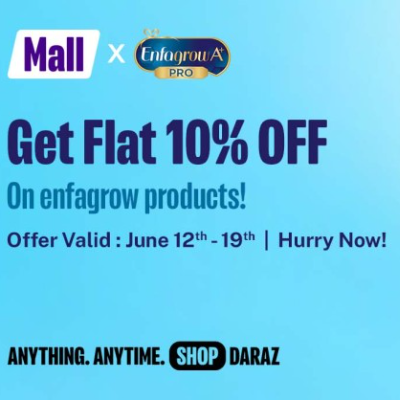 Mall X EnfagrowA+
PRO
Get Flat 10% OFF
On enfagrow products!
Offer Valid : June 12th - 19th | Hurry Now!
ANYTHING. ANYTIME. SHOP DARAZ